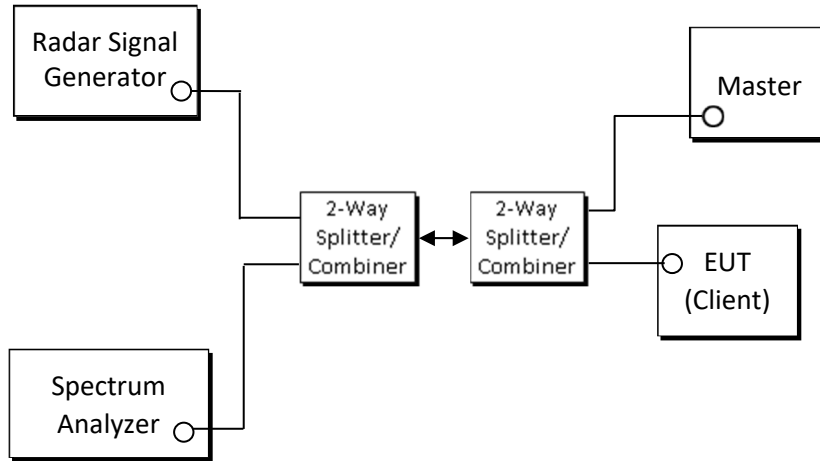 Radar Signal
Generator
Master
2-Way
Splitter/
Combiner
2-Way
Splitter/
Combiner
EUT
(Client)
Spectrum
Analyzer